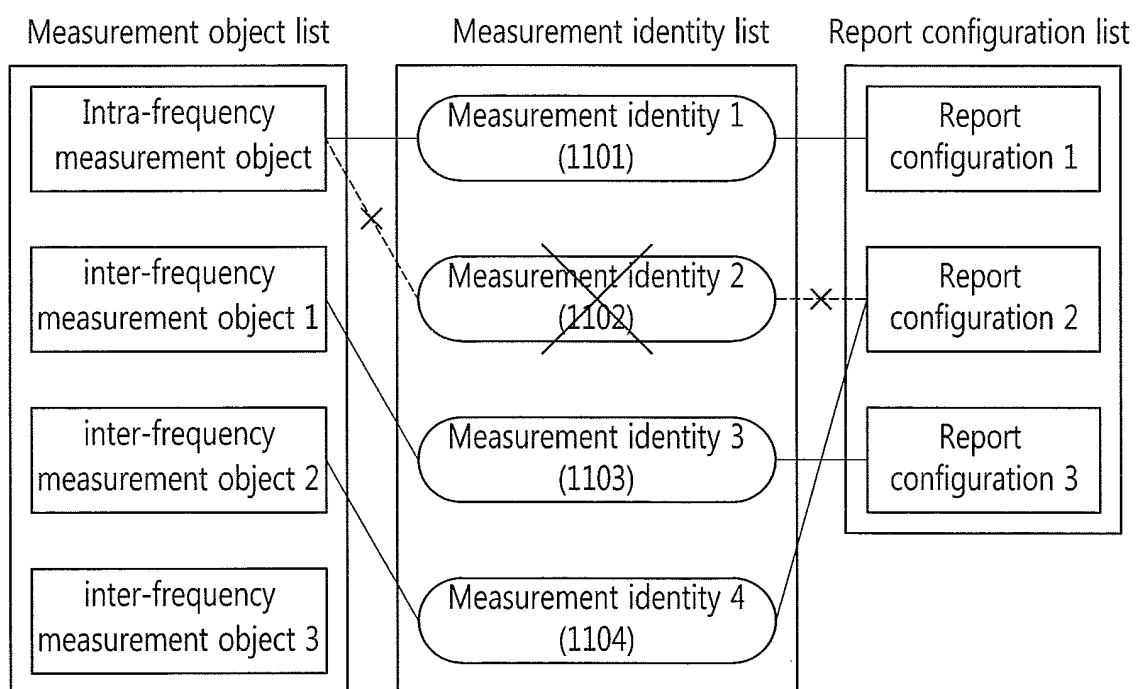 Measurement object list
Measurement identity list
Report configuration list
Intra-frequency
measurement object
Measurement identity 1
(1101)
Report
configuration 1
inter-frequency
measurement object 1
Measurement identity 2
(1102)
Report
configuration 2
inter-frequency
measurement object 2
Measurement identity 3
(1103)
Report
configuration 3
inter-frequency
measurement object 3
Measurement identity 4
(1104)